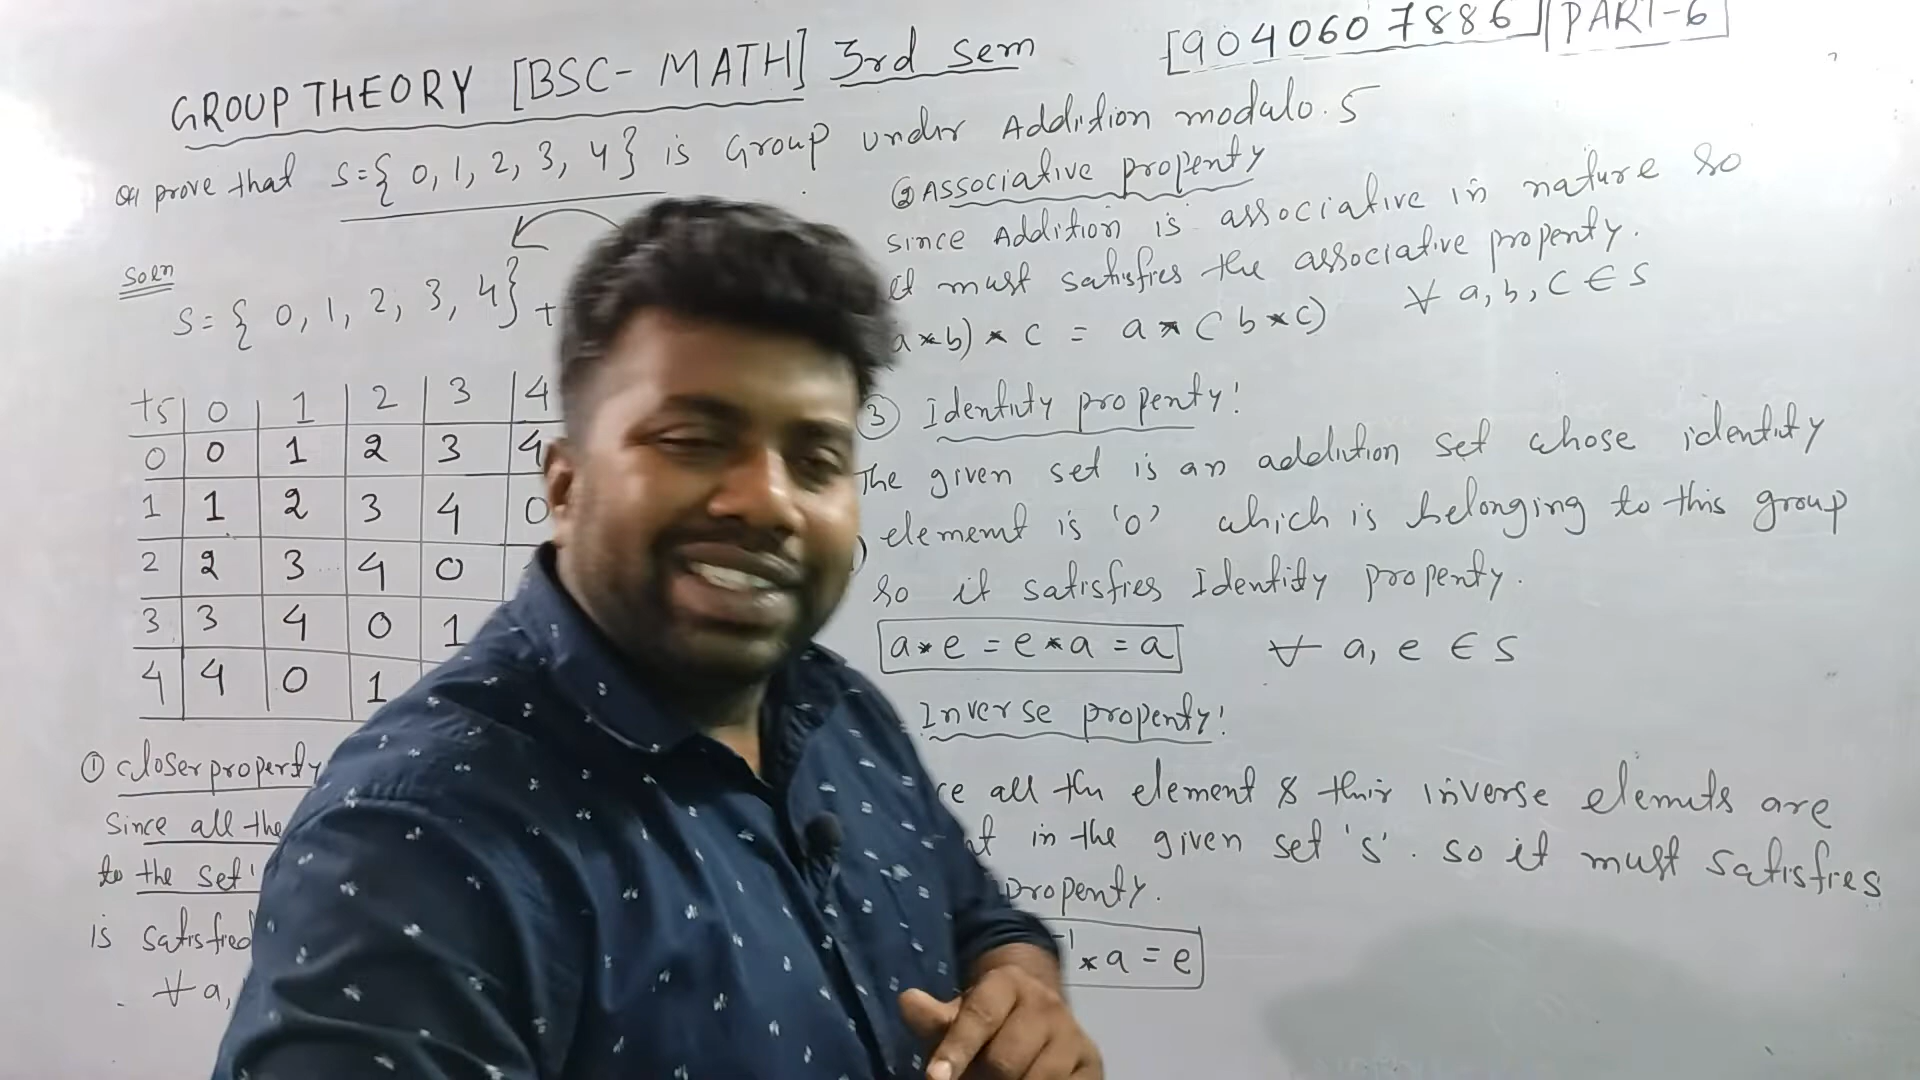 GROUP THEORY [BSC- MATH] 3rd Sem
[9040607886] PART-6
prove that S={ 0, 1, 2, 3, 4 } is Group under Addition modulo. 5
Soln
S = { 0, 1, 2, 3, 4 } +
+5 0 1 2 3 4
0 0 1 2 3 4
1 1 2 3 4 0
2 2 3 4 0
3 3 4 0 1
4 4 0 1
① closer property
Since all the
to the set '
is satisfied
∀ a,
② Associative property
since Addition is associative in nature so
it must satisfies the associative property.
a * b) * c = a * ( b * c) ∀ a, b, c ∈ S
③ Identity property!
The given set is an addition set whose identity
element is '0' which is belonging to this group
so it satisfies Identity property.
a * e = e * a = a ∀ a, e ∈ S
Inverse property!
all the element & their inverse elements are
in the given set 's'. so it must satisfies
property.
-1 * a = e